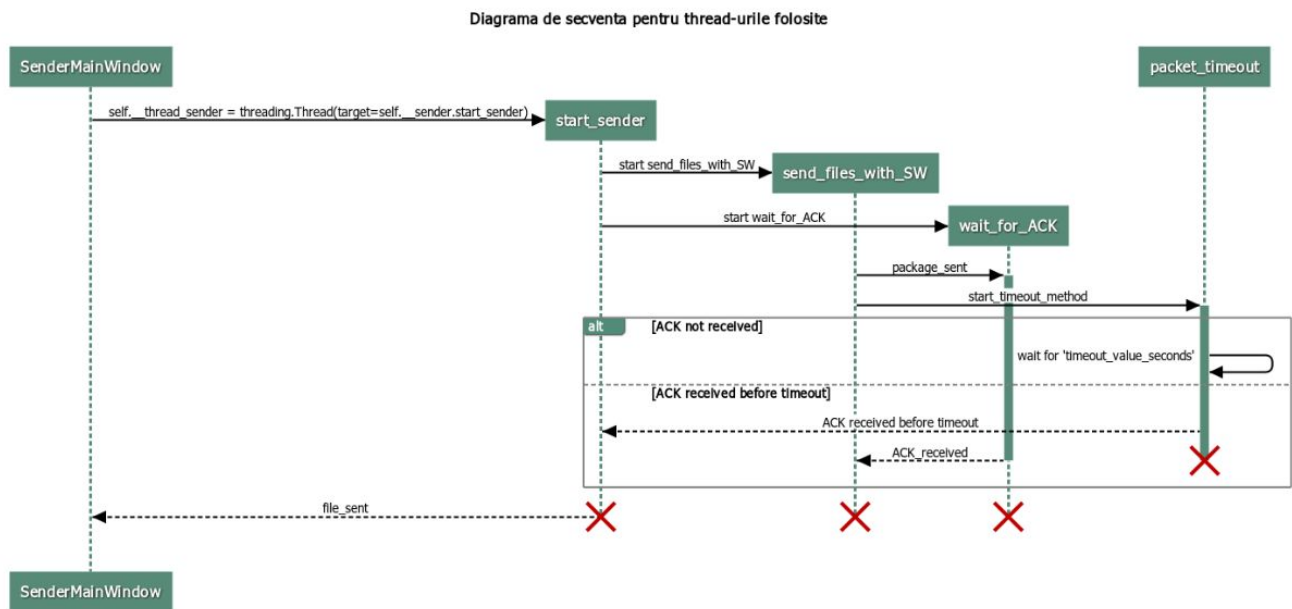 Diagrama de secventa pentru thread-urile folosite
SenderMainWindow
packet_timeout
self.__thread_sender = threading.Thread(target=self.__sender.start_sender)
start_sender
start send_files_with_SW
send_files_with_SW
start wait_for_ACK
wait_for_ACK
package_sent
start_timeout_method
alt [ACK not received]
wait for 'timeout_value_seconds'
[ACK received before timeout]
ACK received before timeout
ACK_received
file_sent
SenderMainWindow